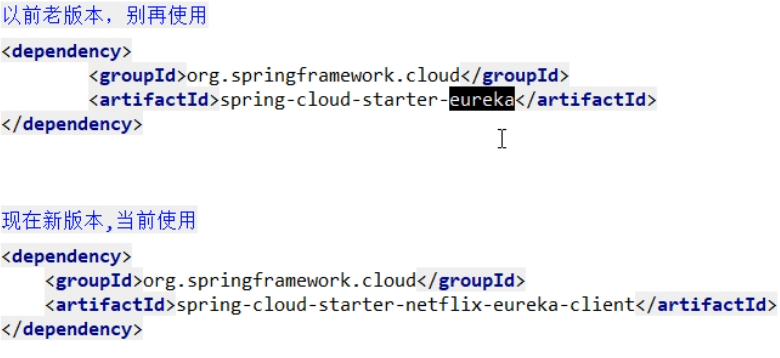 以前老版本，别再使用
<dependency>
<groupId>org.springframework.cloud</groupId>
<artifactId>spring-cloud-starter-eureka</artifactId>
</dependency>
现在新版本,当前使用
<dependency>
<groupId>org.springframework.cloud</groupId>
<artifactId>spring-cloud-starter-netflix-eureka-client</artifactId>
</dependency>